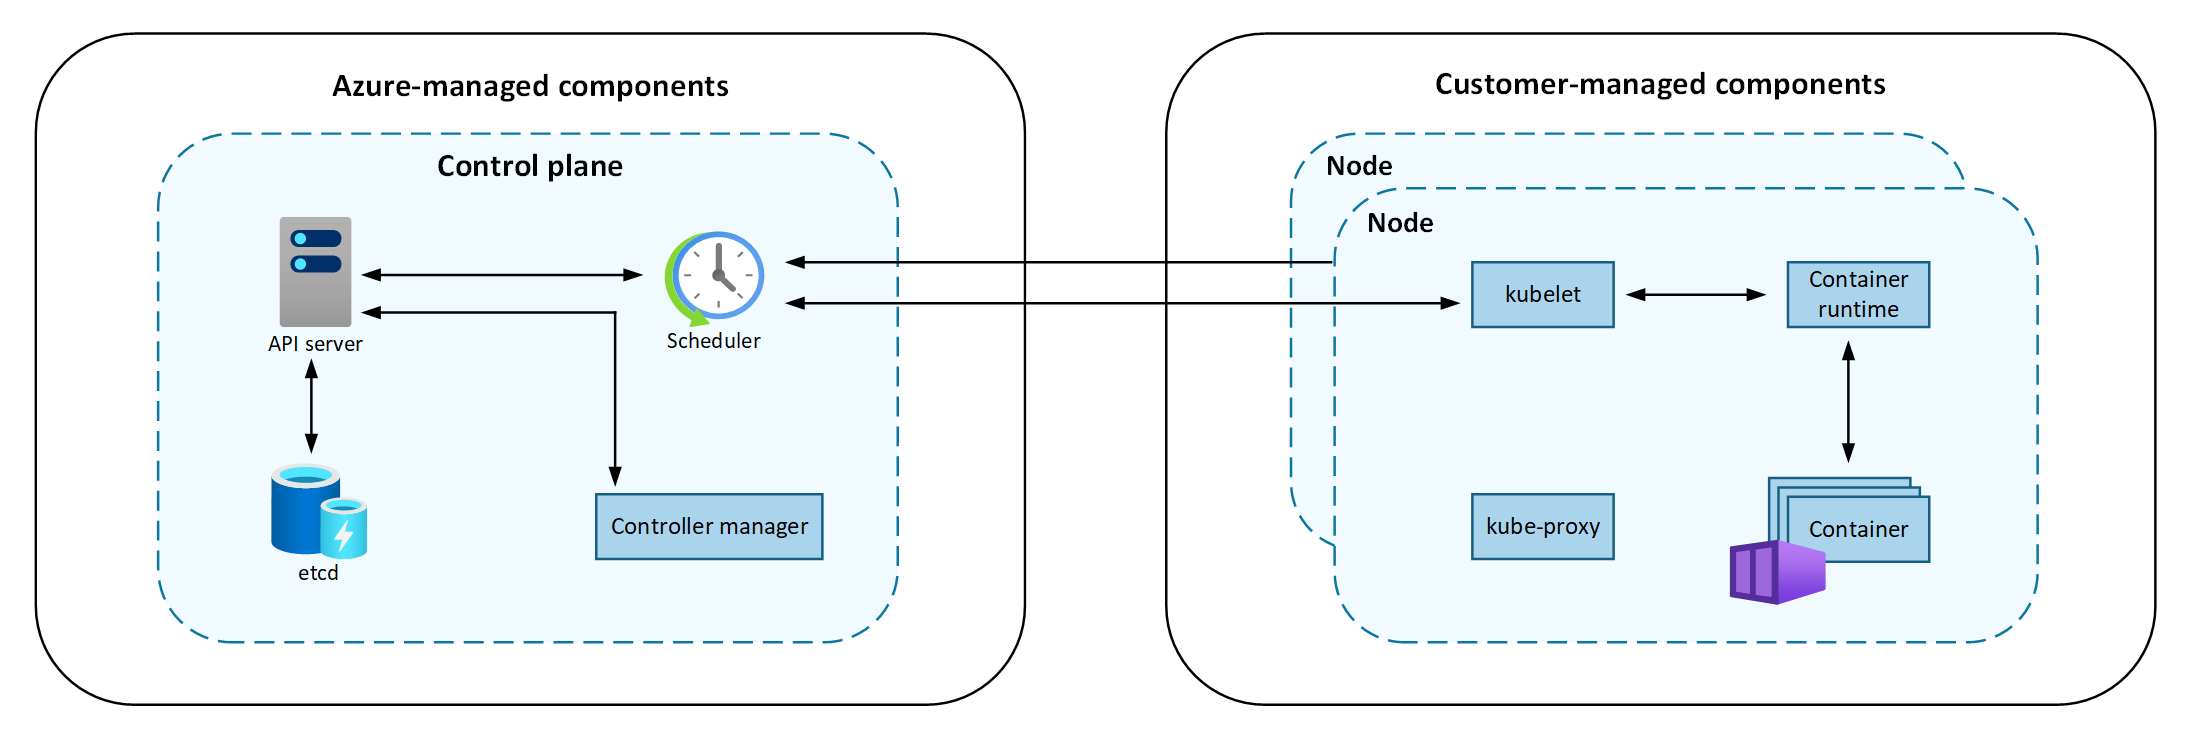 Azure-managed components
Control plane
API server
Scheduler
etcd
Controller manager
Customer-managed components
Node
Node
kubelet
Container
runtime
kube-proxy
Container